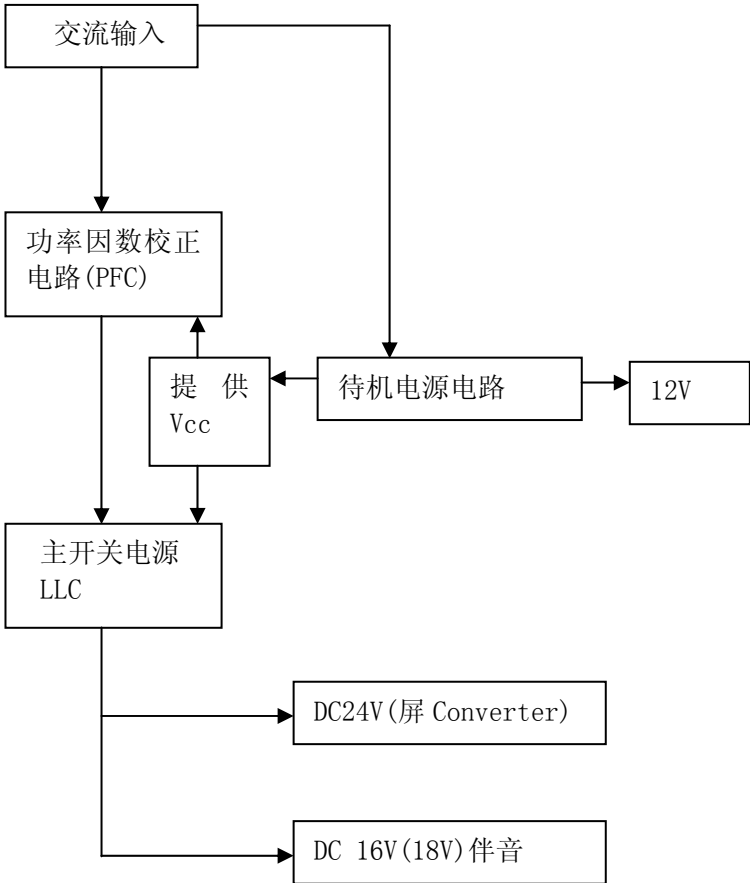 交流输入
功率因数校正
电路(PFC)
提 供
Vcc
待机电源电路
12V
主开关电源
LLC
DC24V(屏 Converter)
DC 16V(18V)伴音